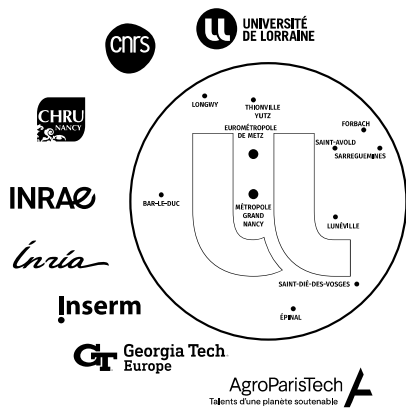 cnrs
UNIVERSITÉ
DE LORRAINE
CHRU
NANCY
LONGWY
THIONVILLE
YUTZ
EUROMÉTROPOLE
DE METZ
FORBACH
SAINT-AVOLD
SARREGUEMINES
INRAE
BAR-LE-DUC
MÉTROPOLE
GRAND
NANCY
LUNÉVILLE
Inria
SAINT-DIÉ-DES-VOSGES
Inserm
ÉPINAL
GT Georgia Tech
Europe
AgroParisTech
Talents d'une planète soutenable